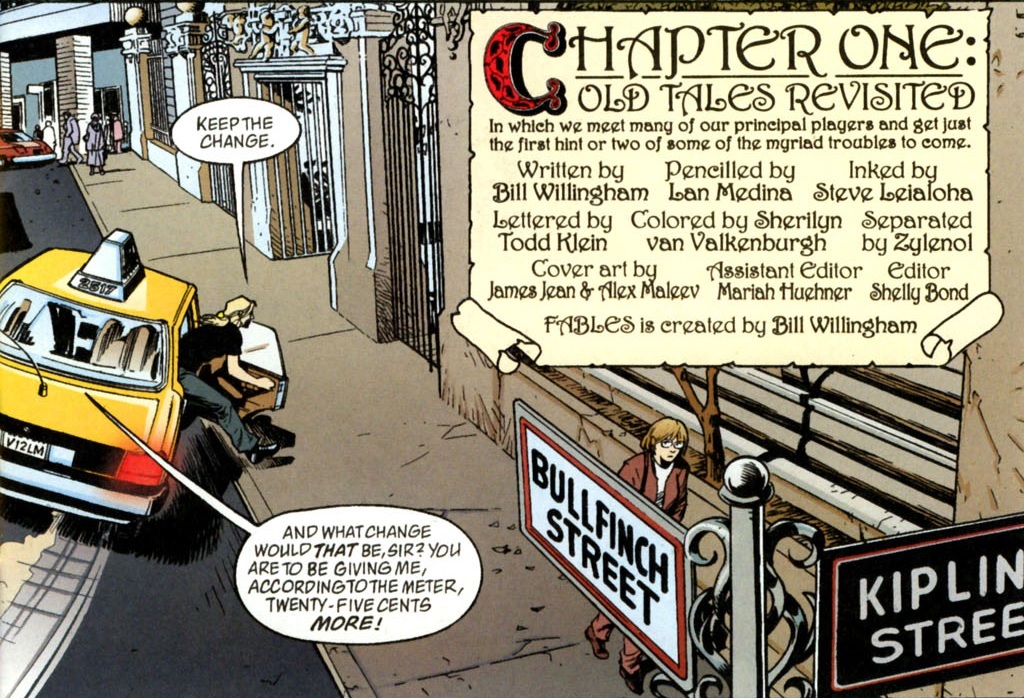 CHAPTER ONE:
OLD TALES REVISITED
In which we meet many of our principal players and get just
the first hint or two of some of the myriad troubles to come.
Written by
Bill Willingham
Pencilled by
Lan Medina
Inked by
Steve Leialoha
Lettered by
Todd Klein
Colored by Sherilyn
van Valkenburgh
Separated
by Zylenol
Cover art by
James Jean & Alex Maleev
Assistant Editor
Mariah Huehner
Editor
Shelly Bond
FABLES is created by Bill Willingham
KEEP THE
CHANGE.
2517
V12LM
AND WHAT CHANGE
WOULD THAT BE, SIR? YOU
ARE TO BE GIVING ME,
ACCORDING TO THE METER,
TWENTY-FIVE CENTS
MORE!
BULLFINCH
STREET
KIPLIN
STREE